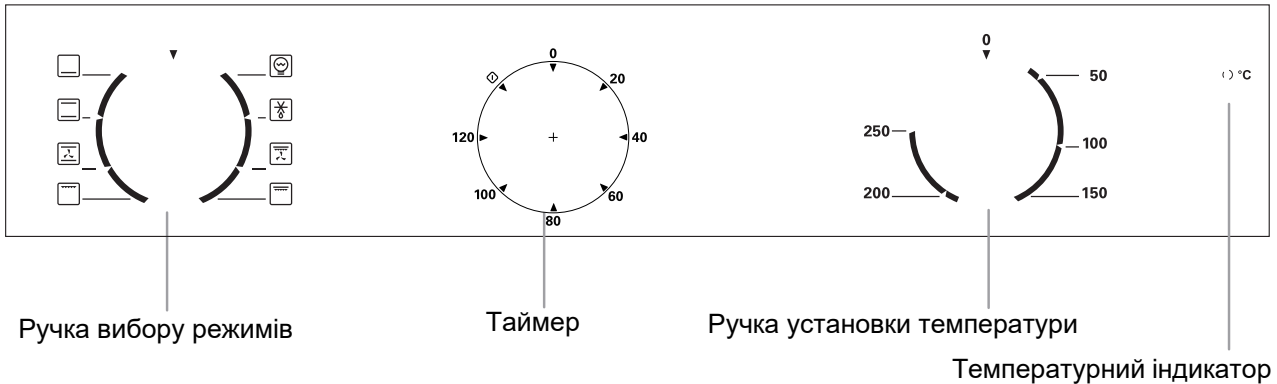 0
0
50
°C
20
120
40
250
100
100
60
200
150
80
Ручка вибору режимів
Таймер
Ручка установки температури
Температурний індикатор